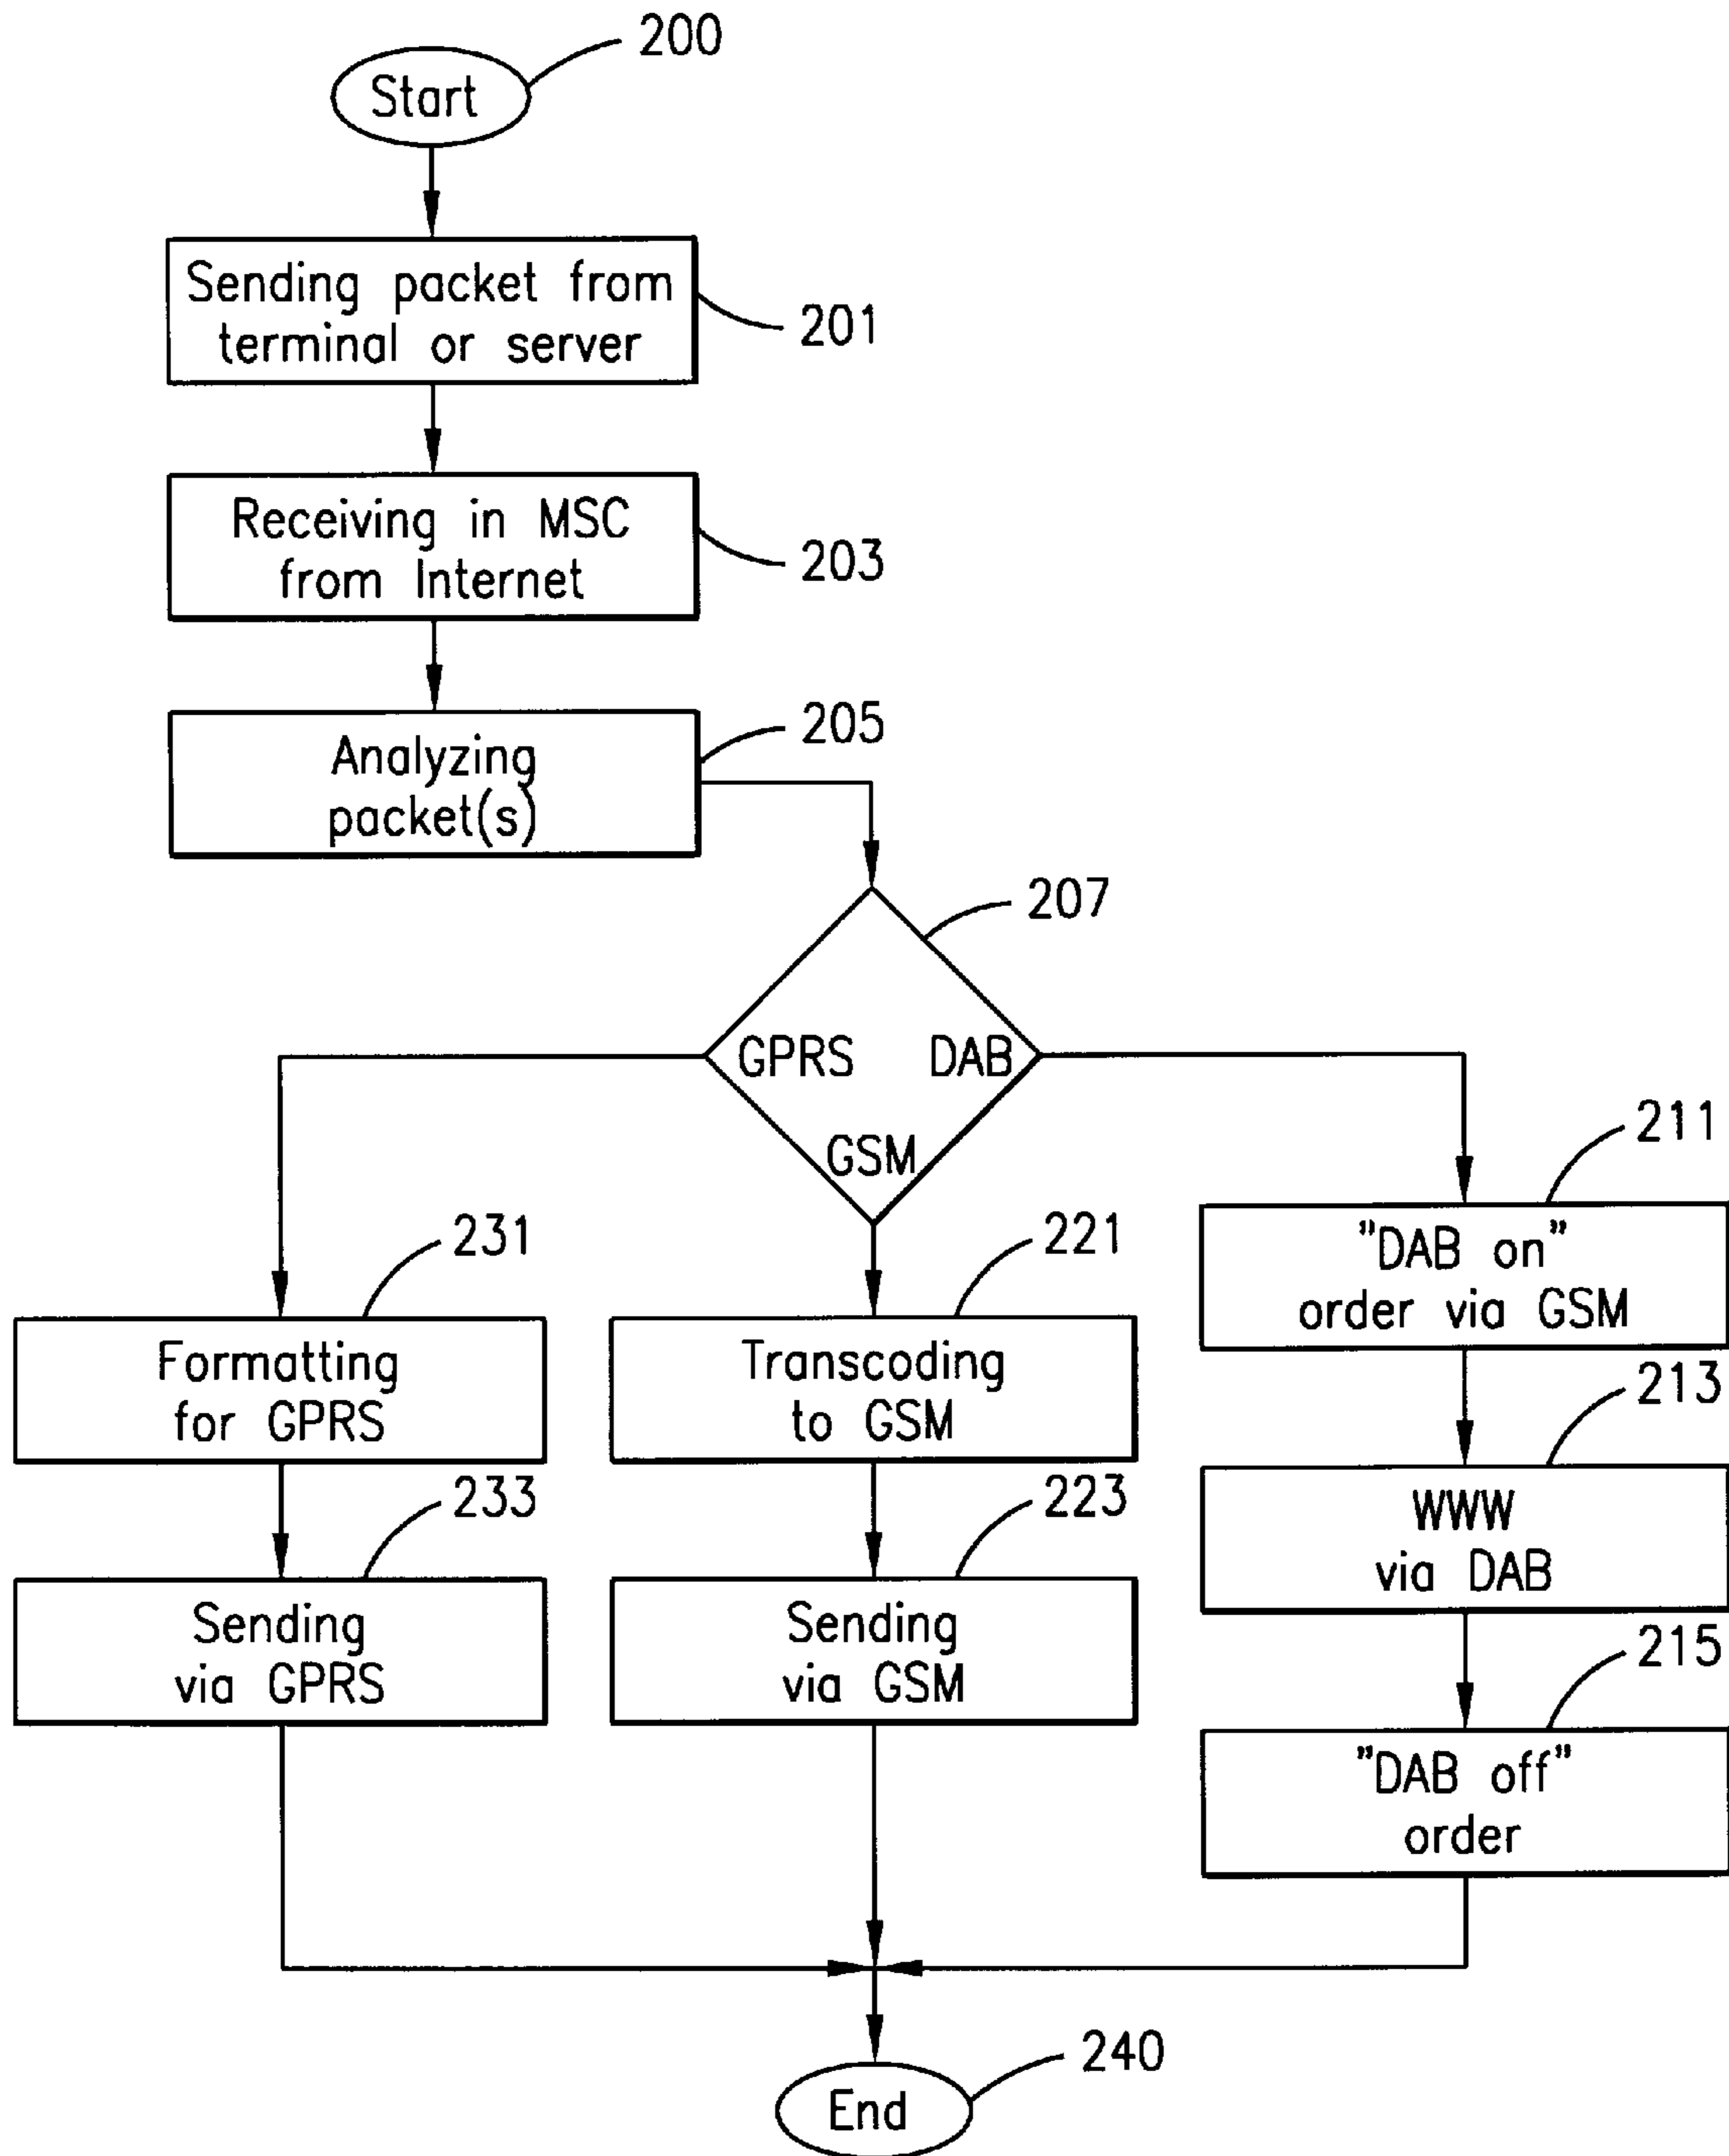 200
Start
Sending packet from
terminal or server
201
Receiving in MSC
from Internet
203
Analyzing
packet(s)
205
207
GPRS DAB
GSM
211
"DAB on"
order via GSM
231
Formatting
for GPRS
221
Transcoding
to GSM
213
WWW
via DAB
233
Sending
via GPRS
223
Sending
via GSM
215
"DAB off"
order
240
End